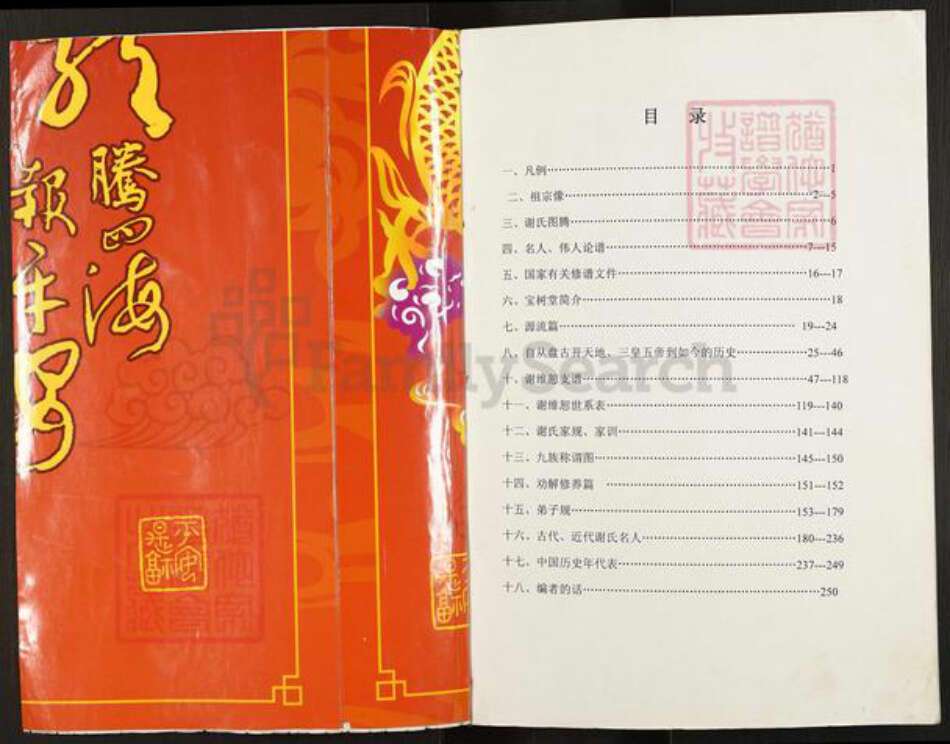 騰四海
報平
目 录
一、凡例……1
二、祖宗像……2---5
三、谢氏图腾……6
四、名人、伟人论谱……7---15
五、国家有关修谱文件……16---17
六、宝树堂简介……18
七、源流篇…… 19---24
八、自从盘古开天地、三皇五帝到如今的历史……25---46
十、谢维恕支谱……47---118
十一、谢维恕世系表……119---140
十二、谢氏家规、家训……141---144
十三、九族称谓图……145---150
十四、劝解修养篇 ……151---152
十五、弟子规……153---179
十六、古代、近代谢氏名人……180---236
十七、中国历史年代表……237---249
十八、编者的话……250
FamilySearch